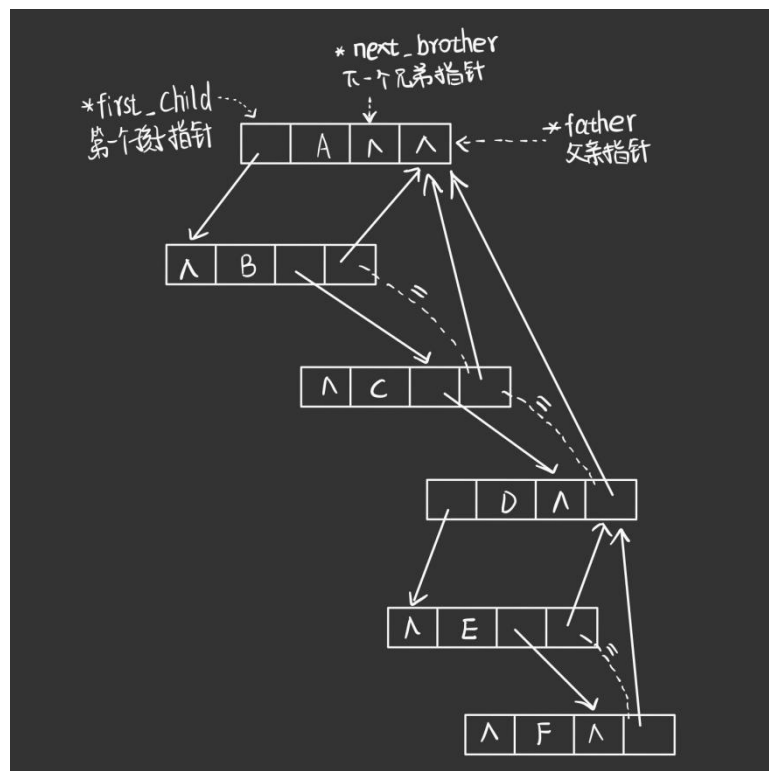 *next_brother
下一个兄弟指针
*first_Child
第一个孩子指针
A ∧ ∧
*father
父亲指针
∧ B
∧ C
D ∧
∧ E
∧ F ∧